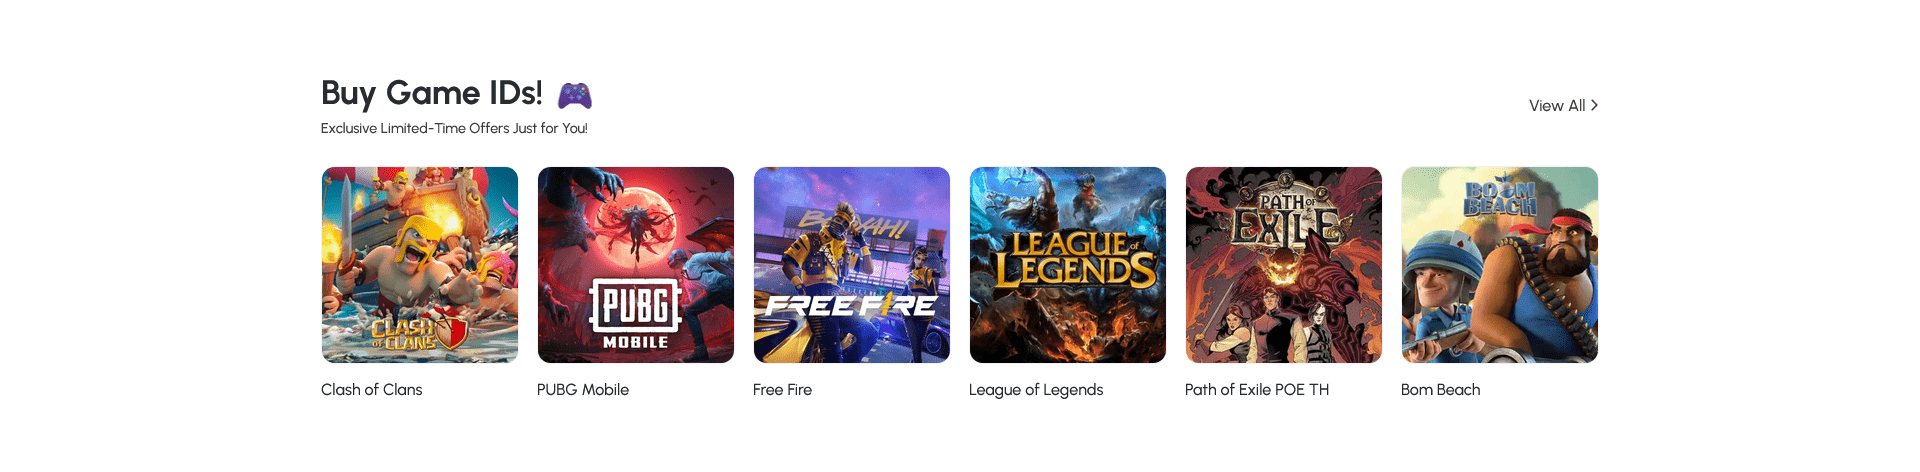 Buy Game IDs!
View All
Exclusive Limited-Time Offers Just for You!
CLASH
OF CLANS
PUBG
MOBILE
BOOYAH!
FREE FIRE
LEAGUE of
LEGENDS
PATH OF
EXILE
BOOM
BEACH
Clash of Clans
PUBG Mobile
Free Fire
League of Legends
Path of Exile POE TH
Bom Beach